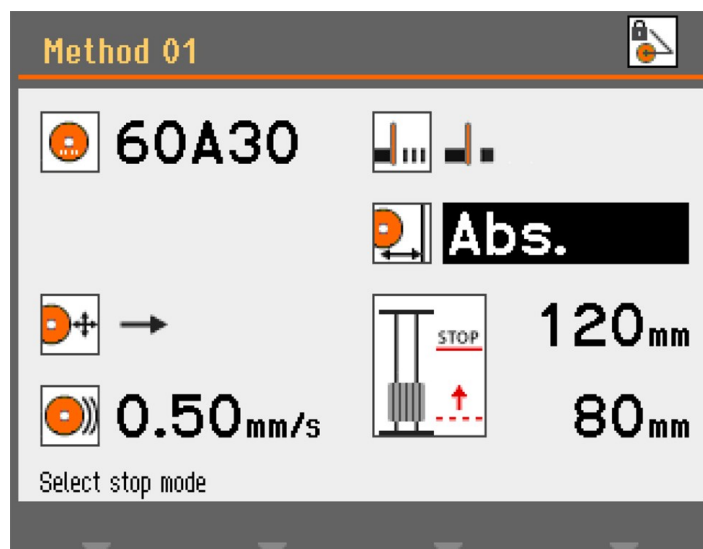 Method 01
60A30
Abs.
STOP
120mm
0.50mm/s
80mm
Select stop mode